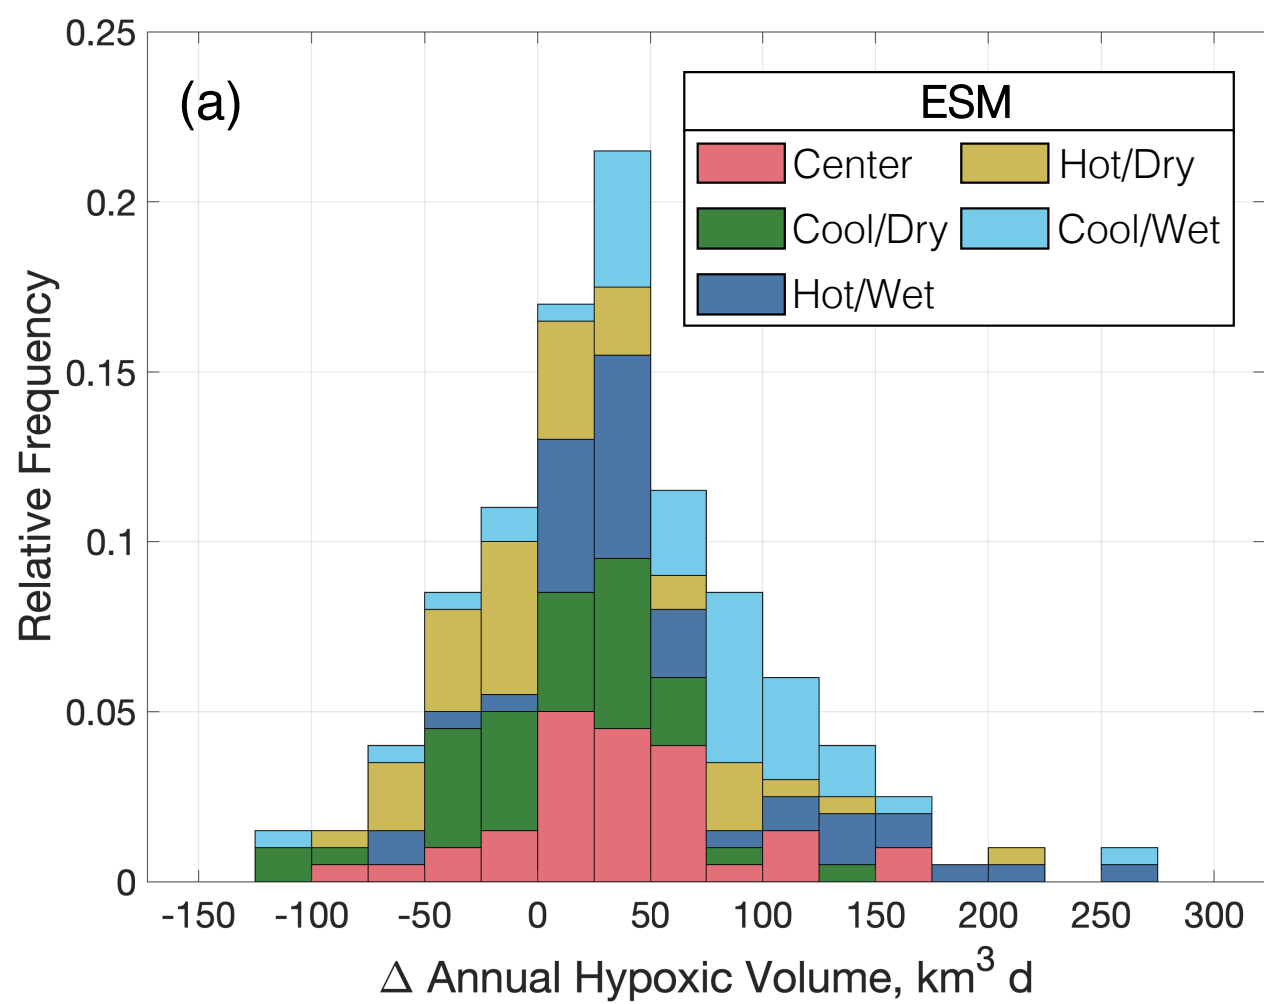 (a)
ESM
Center
Hot/Dry
Cool/Dry
Cool/Wet
Hot/Wet
Relative Frequency
0.25
0.2
0.15
0.1
0.05
0
-150 -100 -50 0 50 100 150 200 250 300
Δ Annual Hypoxic Volume, km³ d